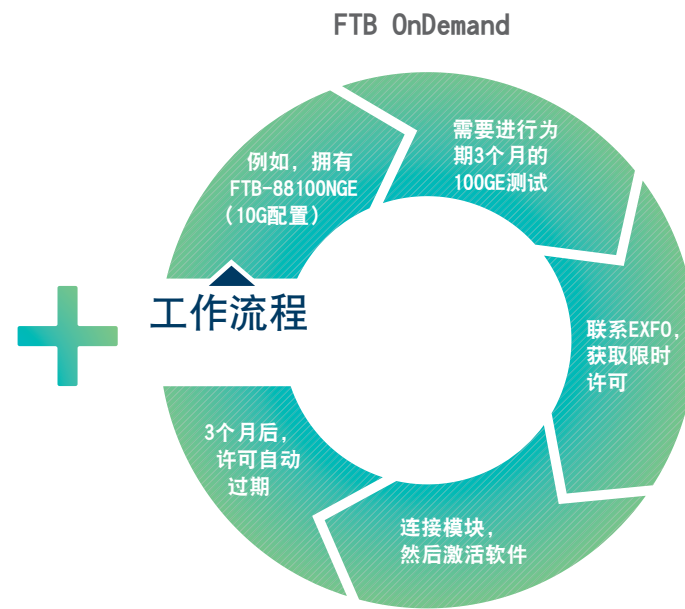 FTB OnDemand
例如，拥有
FTB-88100NGE
（10G配置）
需要进行为
期3个月的
100GE测试
联系EXFO，
获取限时
许可
连接模块，
然后激活软件
3个月后，
许可自动
过期
工作流程